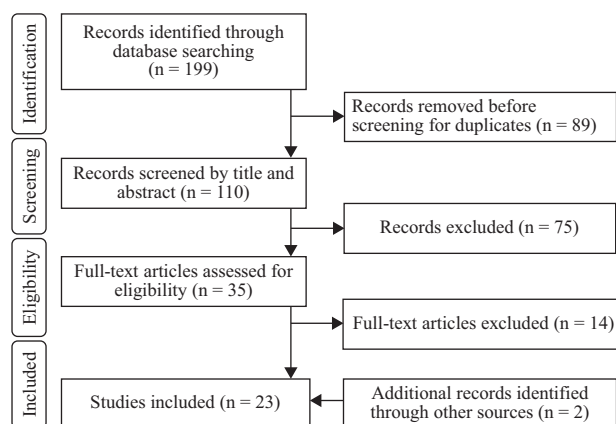 Identification
Records identified through
database searching
(n = 199)
Records removed before
screening for duplicates (n = 89)
Screening
Records screened by title and
abstract (n = 110)
Records excluded (n = 75)
Eligibility
Full-text articles assessed for
eligibility (n = 35)
Full-text articles excluded (n = 14)
Included
Studies included (n = 23)
Additional records identified
through other sources (n = 2)